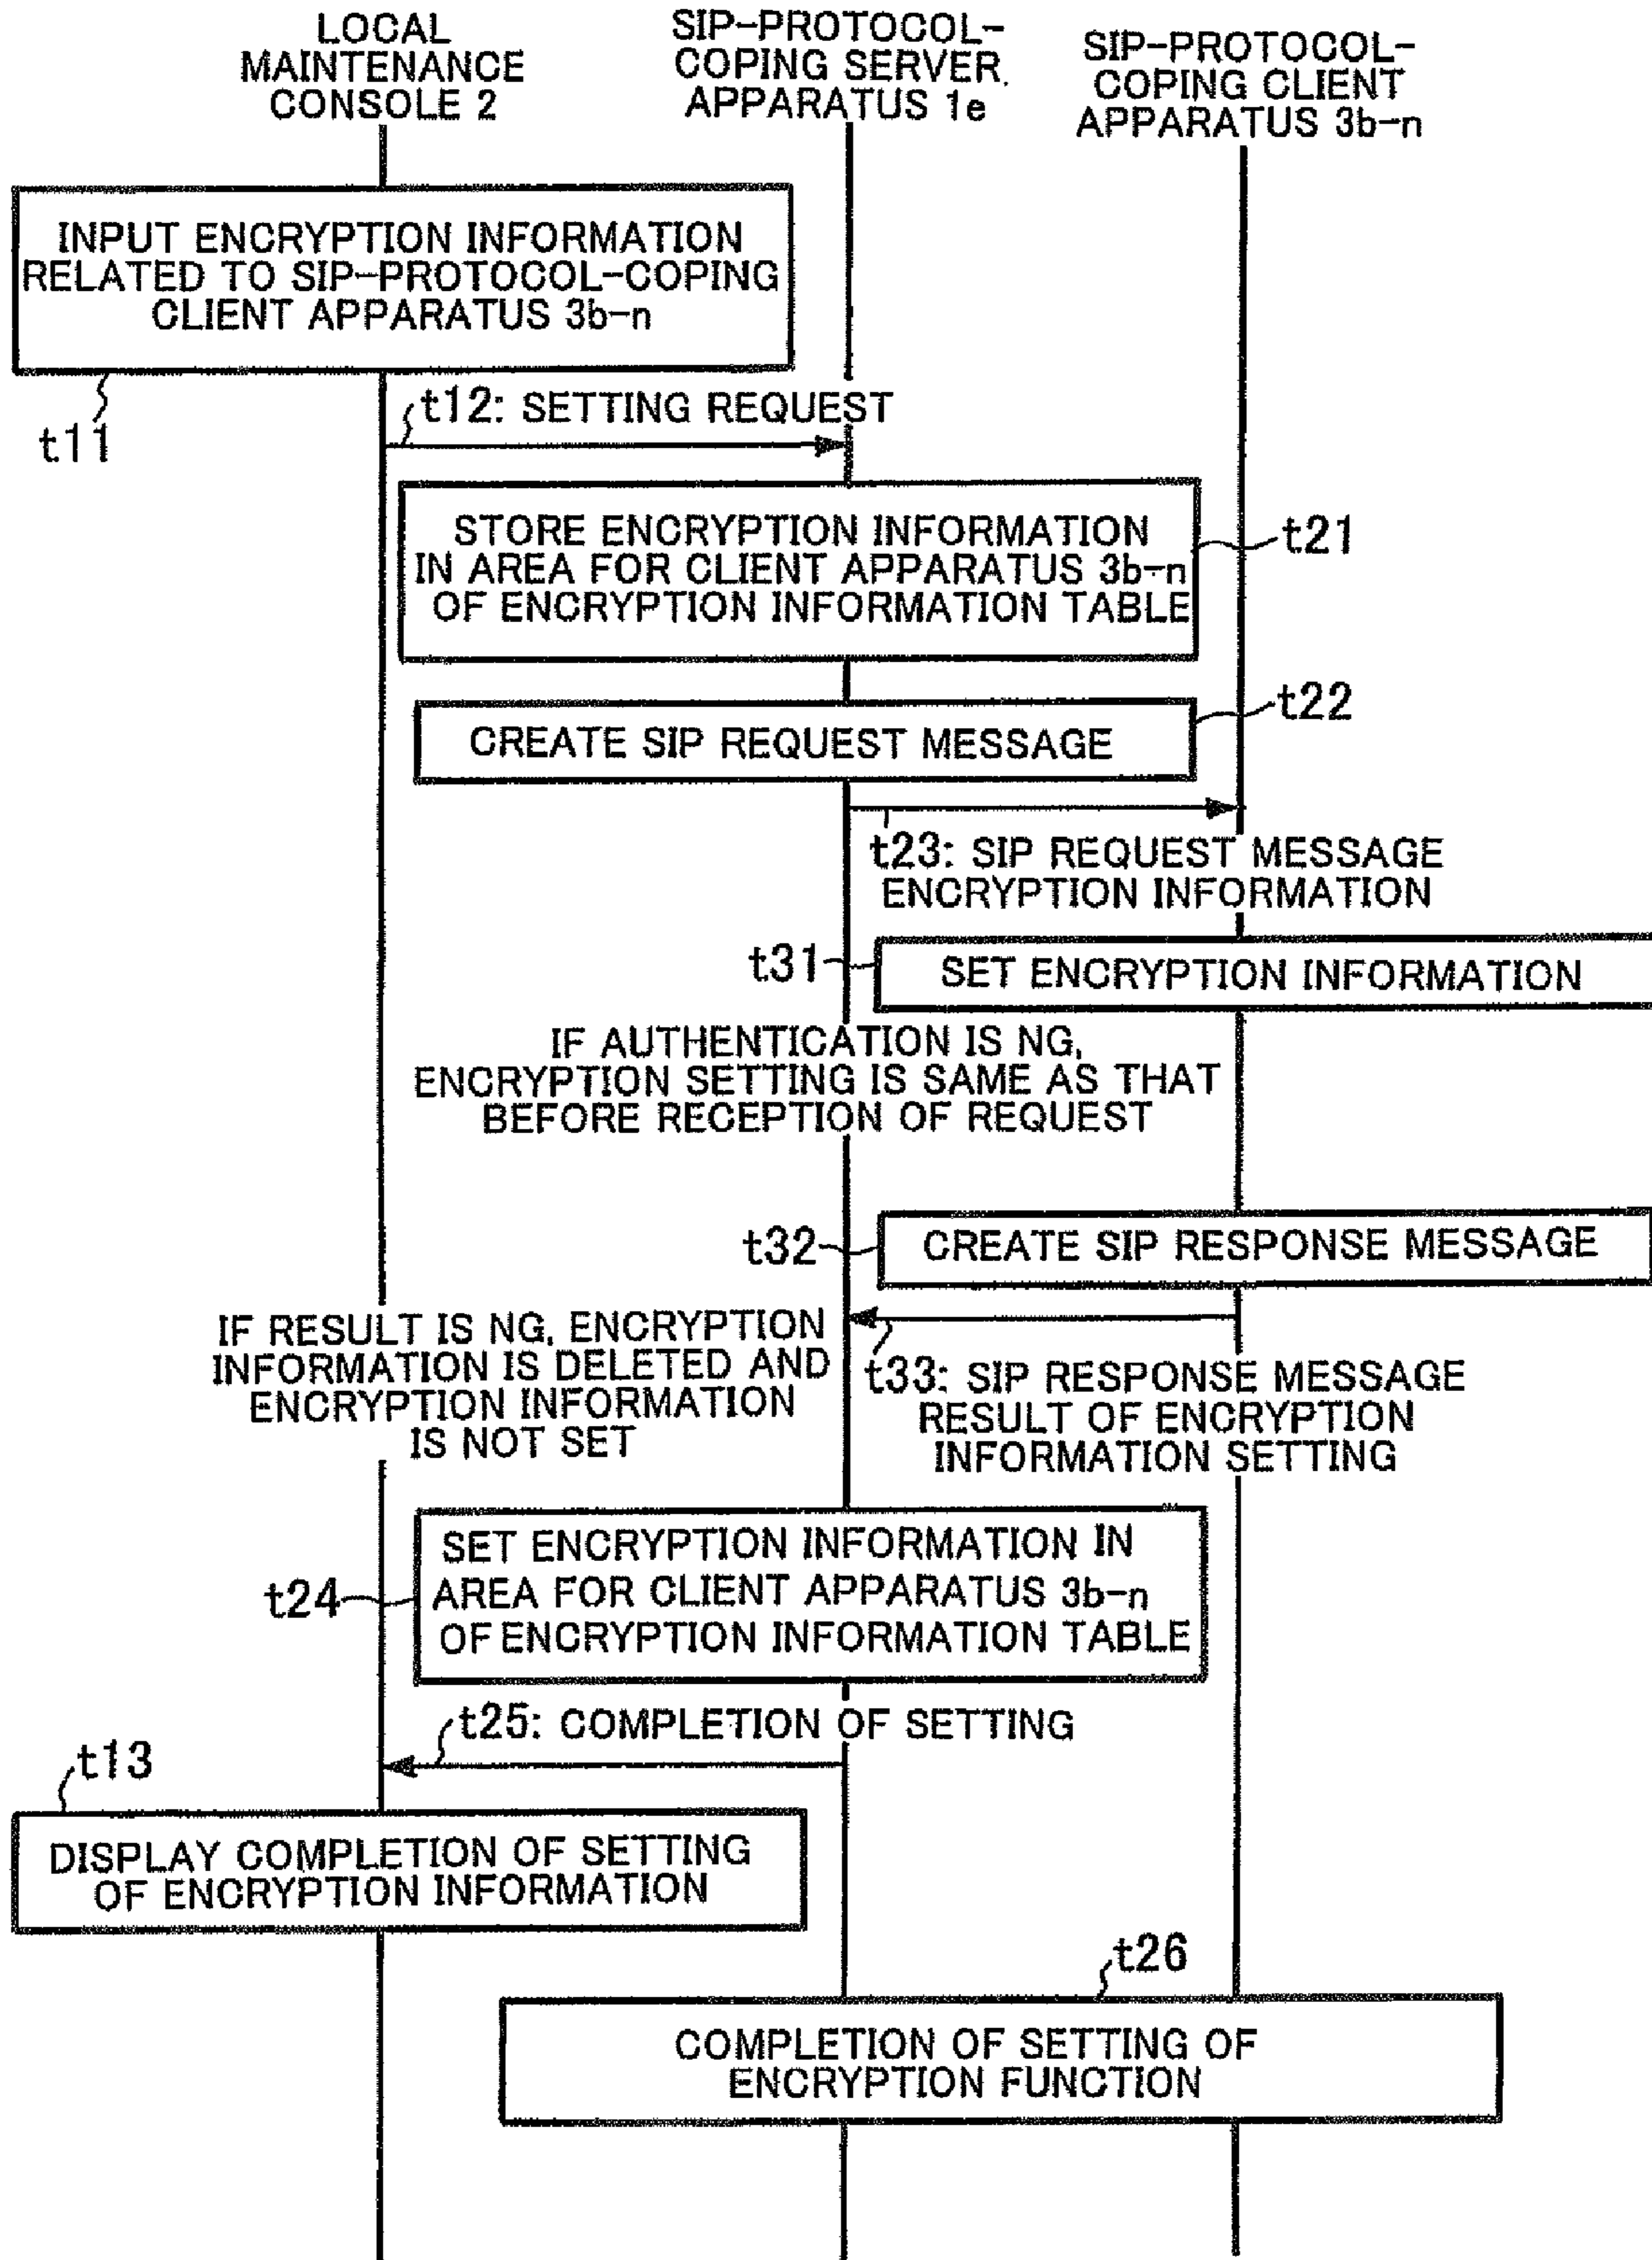 LOCAL
MAINTENANCE
CONSOLE 2
SIP-PROTOCOL-
COPING SERVER
APPARATUS 1e
SIP-PROTOCOL-
COPING CLIENT
APPARATUS 3b-n
INPUT ENCRYPTION INFORMATION
RELATED TO SIP-PROTOCOL-COPING
CLIENT APPARATUS 3b-n
t11
t12: SETTING REQUEST
STORE ENCRYPTION INFORMATION
IN AREA FOR CLIENT APPARATUS 3b-n
OF ENCRYPTION INFORMATION TABLE
t21
CREATE SIP REQUEST MESSAGE
t22
t23: SIP REQUEST MESSAGE
ENCRYPTION INFORMATION
t31
SET ENCRYPTION INFORMATION
IF AUTHENTICATION IS NG,
ENCRYPTION SETTING IS SAME AS THAT
BEFORE RECEPTION OF REQUEST
t32
CREATE SIP RESPONSE MESSAGE
IF RESULT IS NG, ENCRYPTION
INFORMATION IS DELETED AND
ENCRYPTION INFORMATION
IS NOT SET
t33: SIP RESPONSE MESSAGE
RESULT OF ENCRYPTION
INFORMATION SETTING
t24
SET ENCRYPTION INFORMATION IN
AREA FOR CLIENT APPARATUS 3b-n
OF ENCRYPTION INFORMATION TABLE
t25: COMPLETION OF SETTING
t13
DISPLAY COMPLETION OF SETTING
OF ENCRYPTION INFORMATION
t26
COMPLETION OF SETTING OF
ENCRYPTION FUNCTION